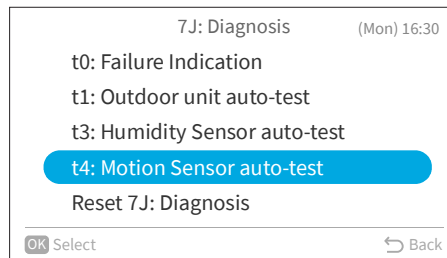 7J: Diagnosis (Mon) 16:30
t0: Failure Indication
t1: Outdoor unit auto-test
t3: Humidity Sensor auto-test
t4: Motion Sensor auto-test
Reset 7J: Diagnosis
OK Select Back